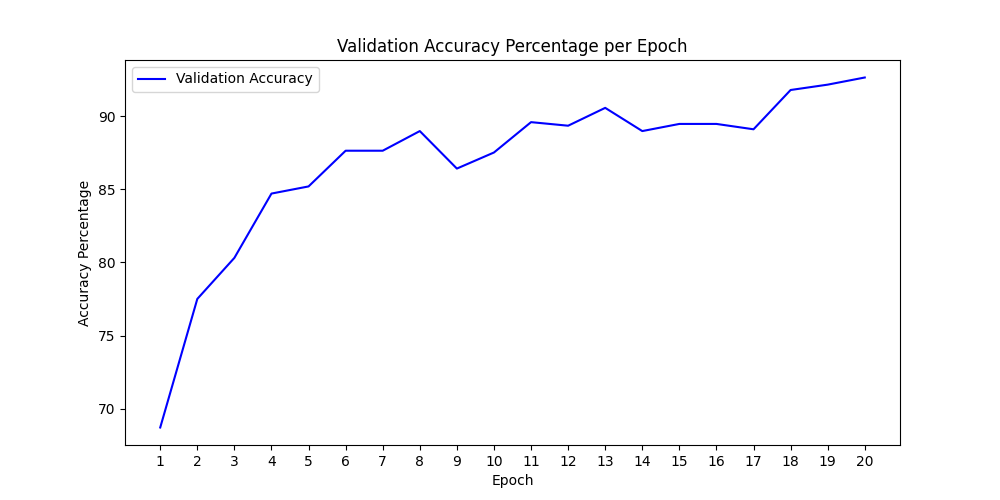 Validation Accuracy Percentage per Epoch
Validation Accuracy
Accuracy Percentage
90
85
80
75
70
1 2 3 4 5 6 7 8 9 10 11 12 13 14 15 16 17 18 19 20
Epoch